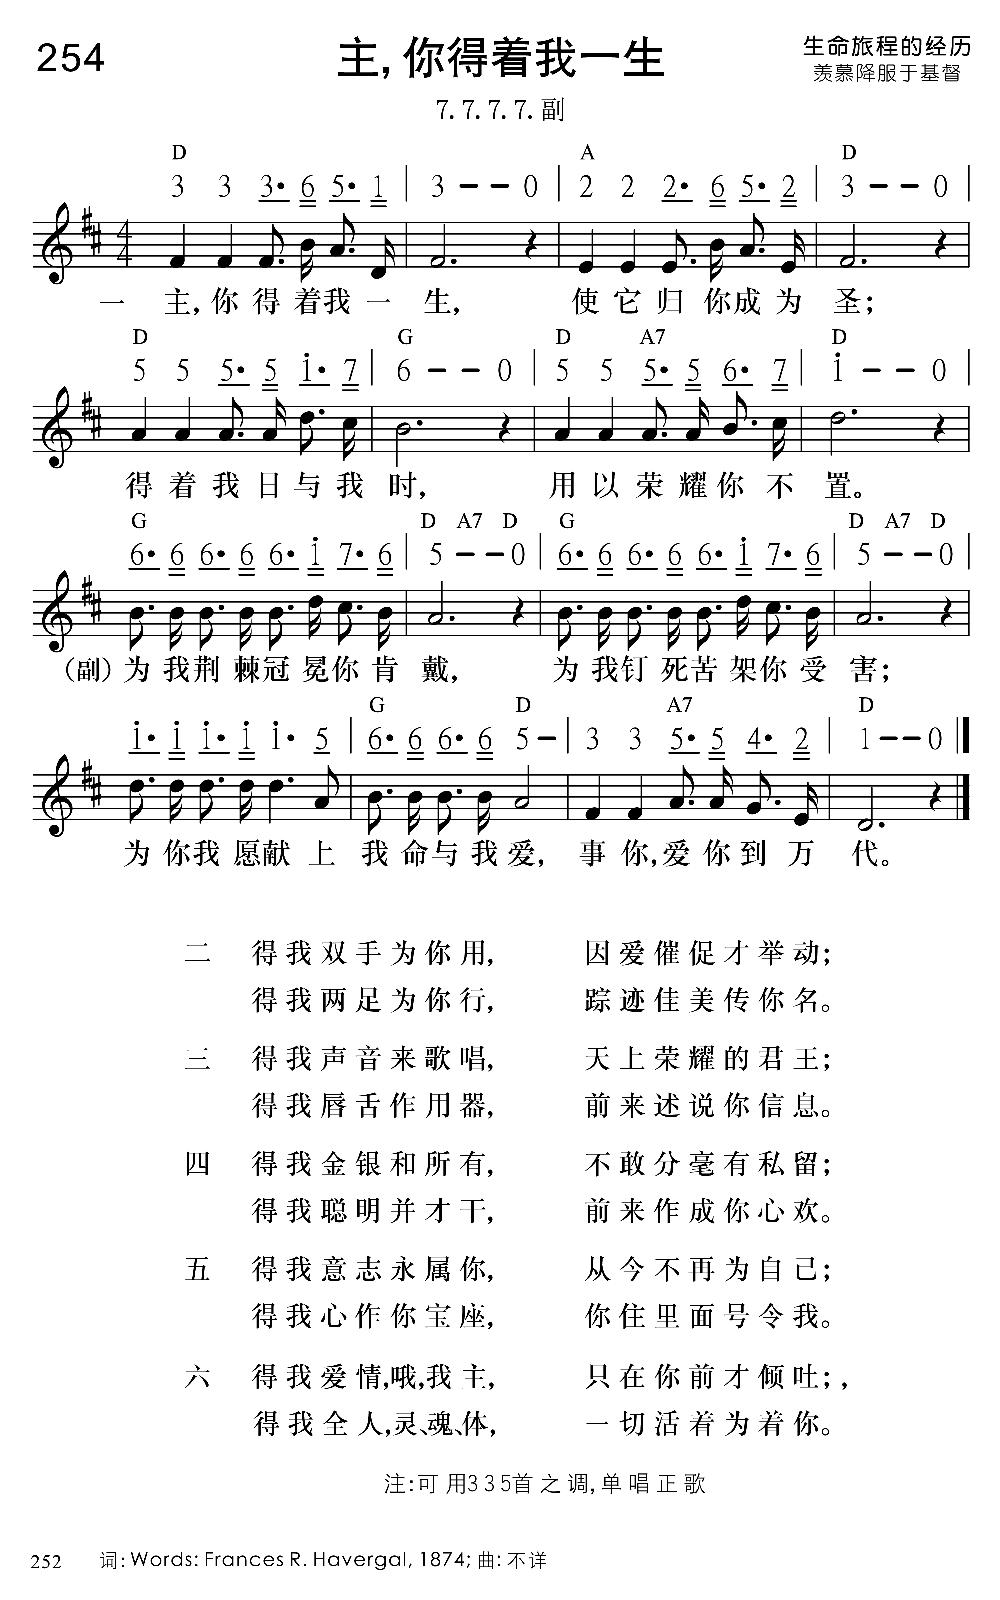 254 主,你得着我一生 生命旅程的经历
羡慕降服于基督
7.7.7.7.副
D A D
3 3 3• 6 5• 1 | 3 - - 0 | 2 2 2• 6 5• 2 | 3 - - 0 |
4/4
一 主,你得着我一生, 使它归你成为圣;
D G D A7 D
5 5 5• 5 i• 7 | 6 - - 0 | 5 5 5• 5 6• 7 | i - - 0 |
得着我日与我时, 用以荣耀你不置。
G D A7 D G D A7 D
6• 6 6• 6 6• i 7• 6 | 5 - - 0 | 6• 6 6• 6 6• i 7• 6 | 5 - - 0 |
(副)为我荆棘冠冕你肯戴, 为我钉死苦架你受害;
G D A7 D
i• i i• i i• 5 | 6• 6 6• 6 5 - | 3 3 5• 5 4• 2 | 1 - - 0 ‖
为你我愿献上我命与我爱, 事你,爱你到万代。
二 得我双手为你用, 因爱催促才举动;
得我两足为你行, 踪迹佳美传你名。
三 得我声音来歌唱, 天上荣耀的君王;
得我唇舌作用器, 前来述说你信息。
四 得我金银和所有, 不敢分毫有私留;
得我聪明并才干, 前来作成你心欢。
五 得我意志永属你, 从今不再为自己;
得我心作你宝座, 你住里面号令我。
六 得我爱情,哦,我主, 只在你前才倾吐;,
得我全人,灵、魂、体, 一切活着为着你。
注:可用335首之调,单唱正歌
252 词: Words: Frances R. Havergal, 1874; 曲: 不详